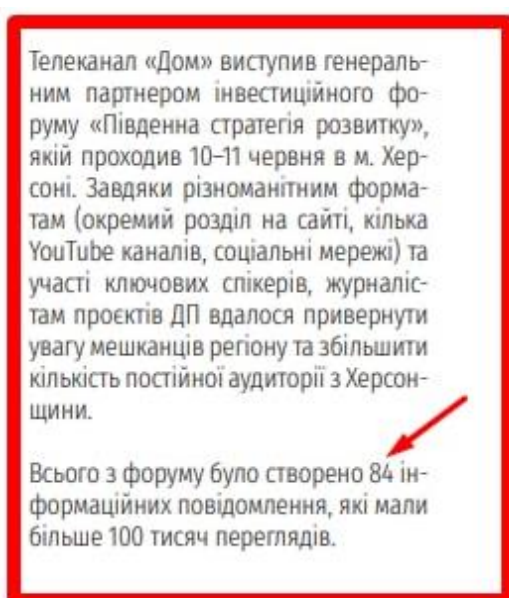 Телеканал «Дом» виступив генераль-
ним партнером інвестиційного фо-
руму «Південна стратегія розвитку»,
якій проходив 10–11 червня в м. Хер-
соні. Завдяки різноманітним форма-
там (окремий розділ на сайті, кілька
YouTube каналів, соціальні мережі) та
участі ключових спікерів, журналіс-
там проєктів ДП вдалося привернути
увагу мешканців регіону та збільшити
кількість постійної аудиторії з Херсон-
щини.
Всього з форуму було створено 84 ін-
формаційних повідомлення, які мали
більше 100 тисяч переглядів.